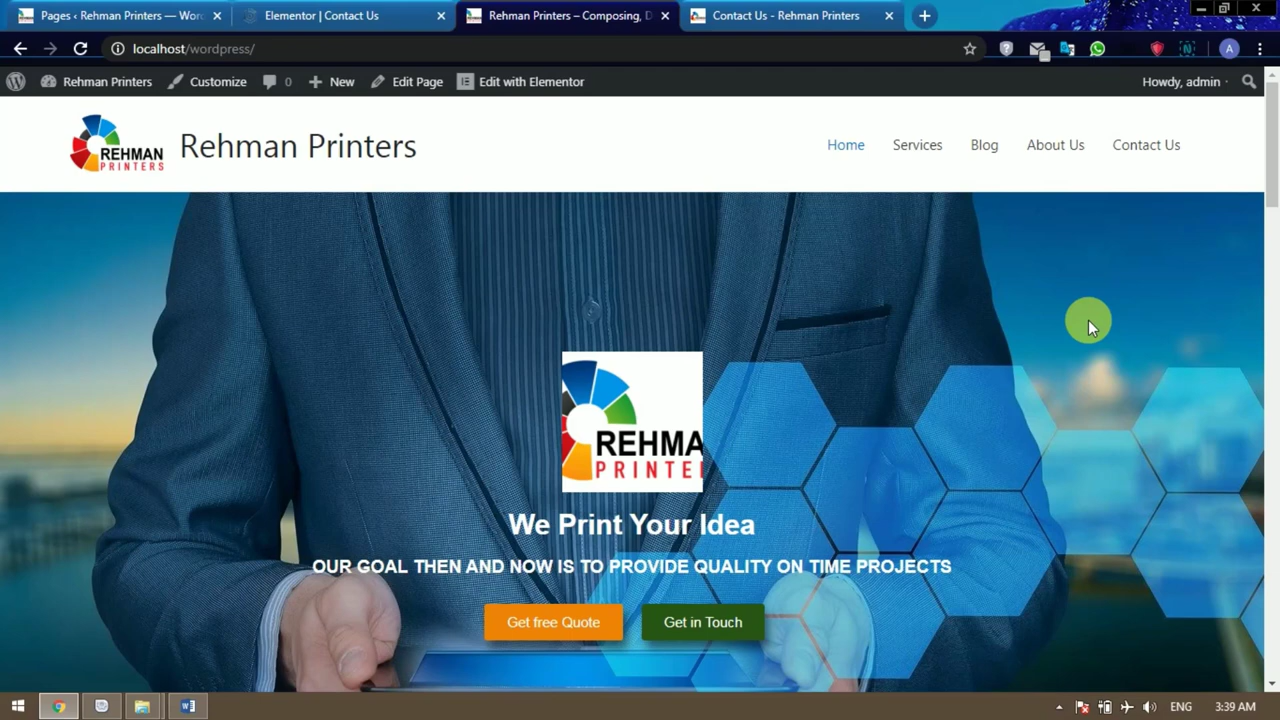 Pages ‹ Rehman Printers — Wor
Elementor | Contact Us
Rehman Printers – Composing, D
Contact Us - Rehman Printers
localhost/wordpress/
A
Rehman Printers
Customize
0
New
Edit Page
Edit with Elementor
Howdy, admin
REHMAN
PRINTERS
Rehman Printers
Home
Services
Blog
About Us
Contact Us
REHMA
PRINTE
We Print Your Idea
OUR GOAL THEN AND NOW IS TO PROVIDE QUALITY ON TIME PROJECTS
Get free Quote
Get in Touch
ENG
3:39 AM